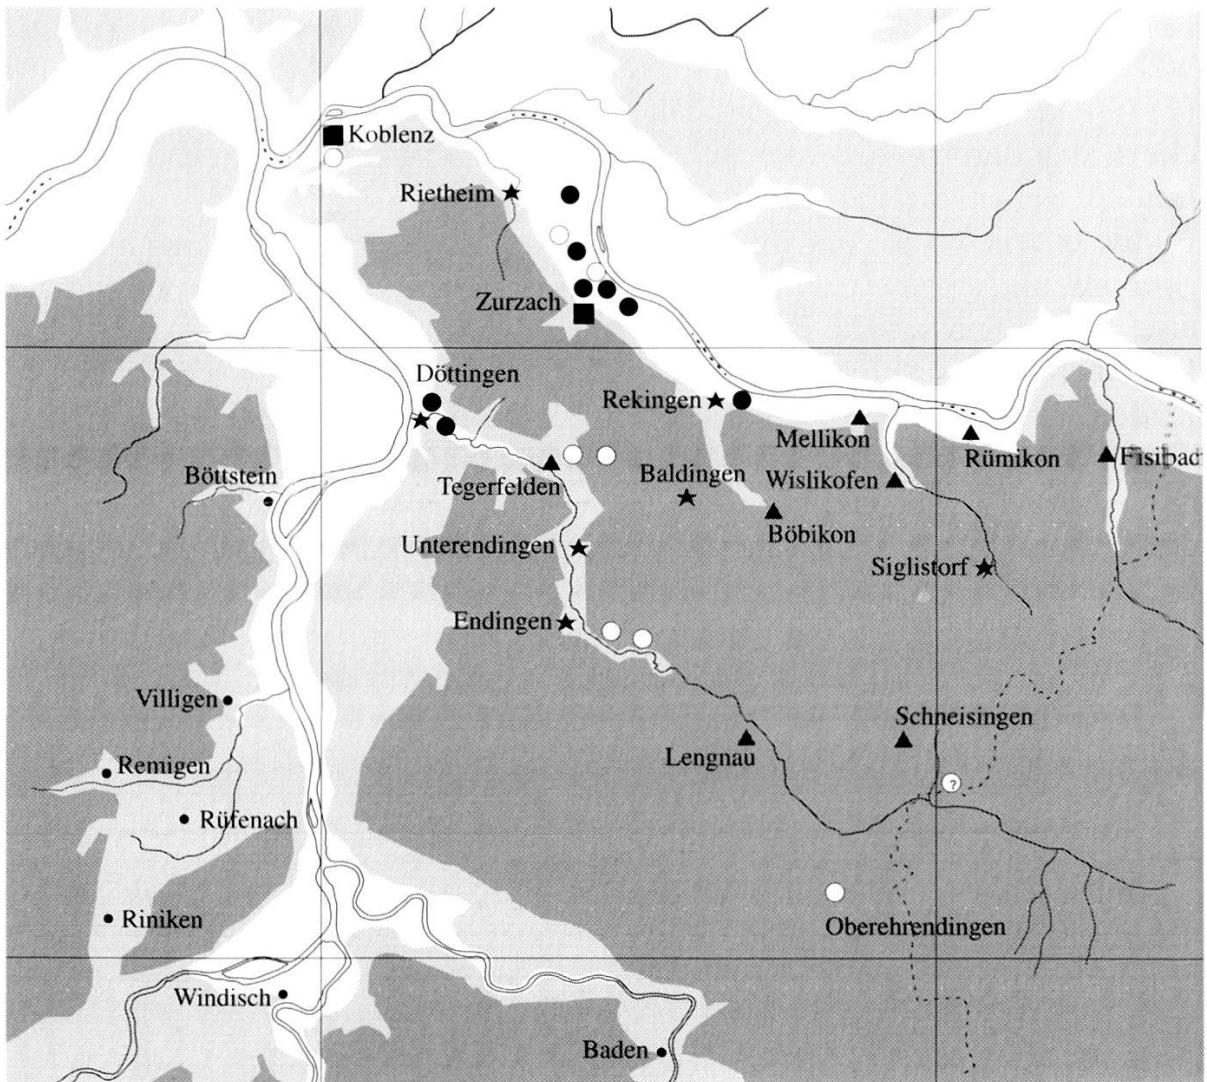 Koblenz
Rietheim
Zurzach
Döttingen
Rekingen
Mellikon
Rümikon
Fisibach
Böttstein
Tegerfelden
Baldingen
Wislikofen
Böbikon
Unterendingen
Siglistorf
Endingen
Villigen
Schneisingen
Lengnau
Remigen
?
Rüfenach
Riniken
Oberehrendingen
Windisch
Baden